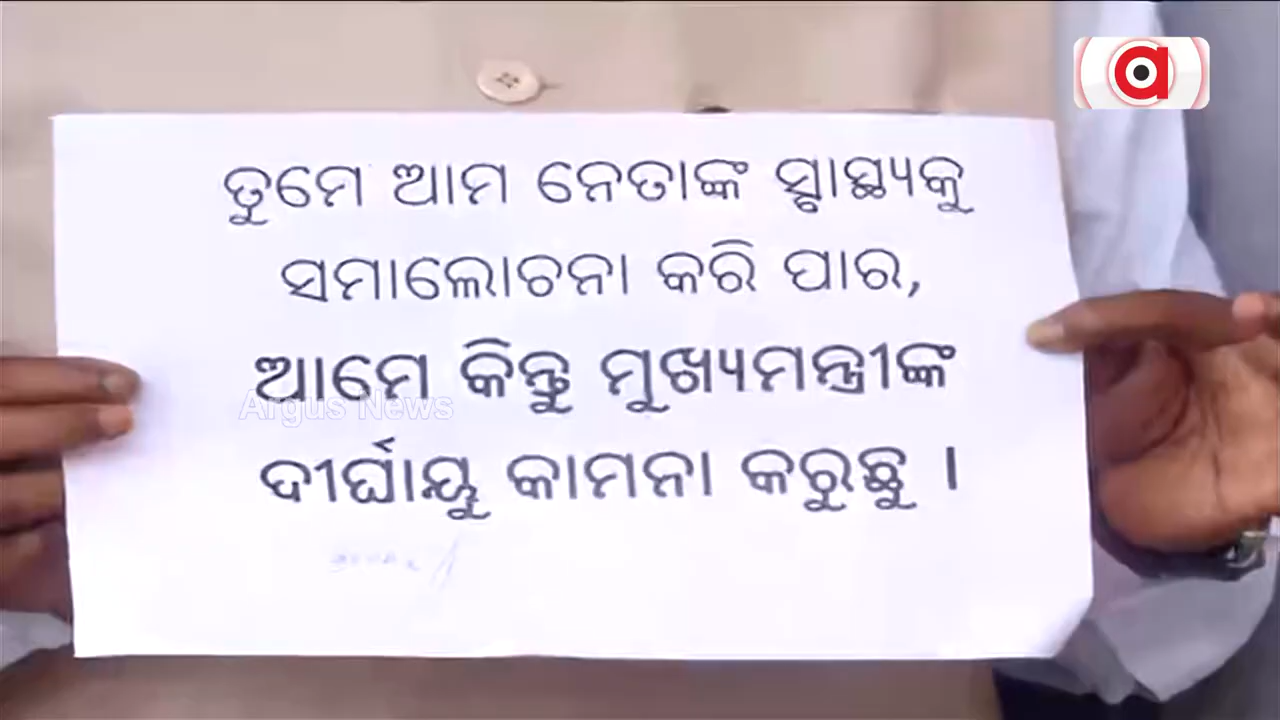 ତୁମେ ଆମ ନେତାଙ୍କ ସ୍ବାସ୍ଥ୍ୟକୁ
ସମାଲୋଚନା କରି ପାର,
ଆମେ କିନ୍ତୁ ମୁଖ୍ୟମନ୍ତ୍ରୀଙ୍କ
Argus News
ଦୀର୍ଘାୟୁ କାମନା କରୁଛୁ ।